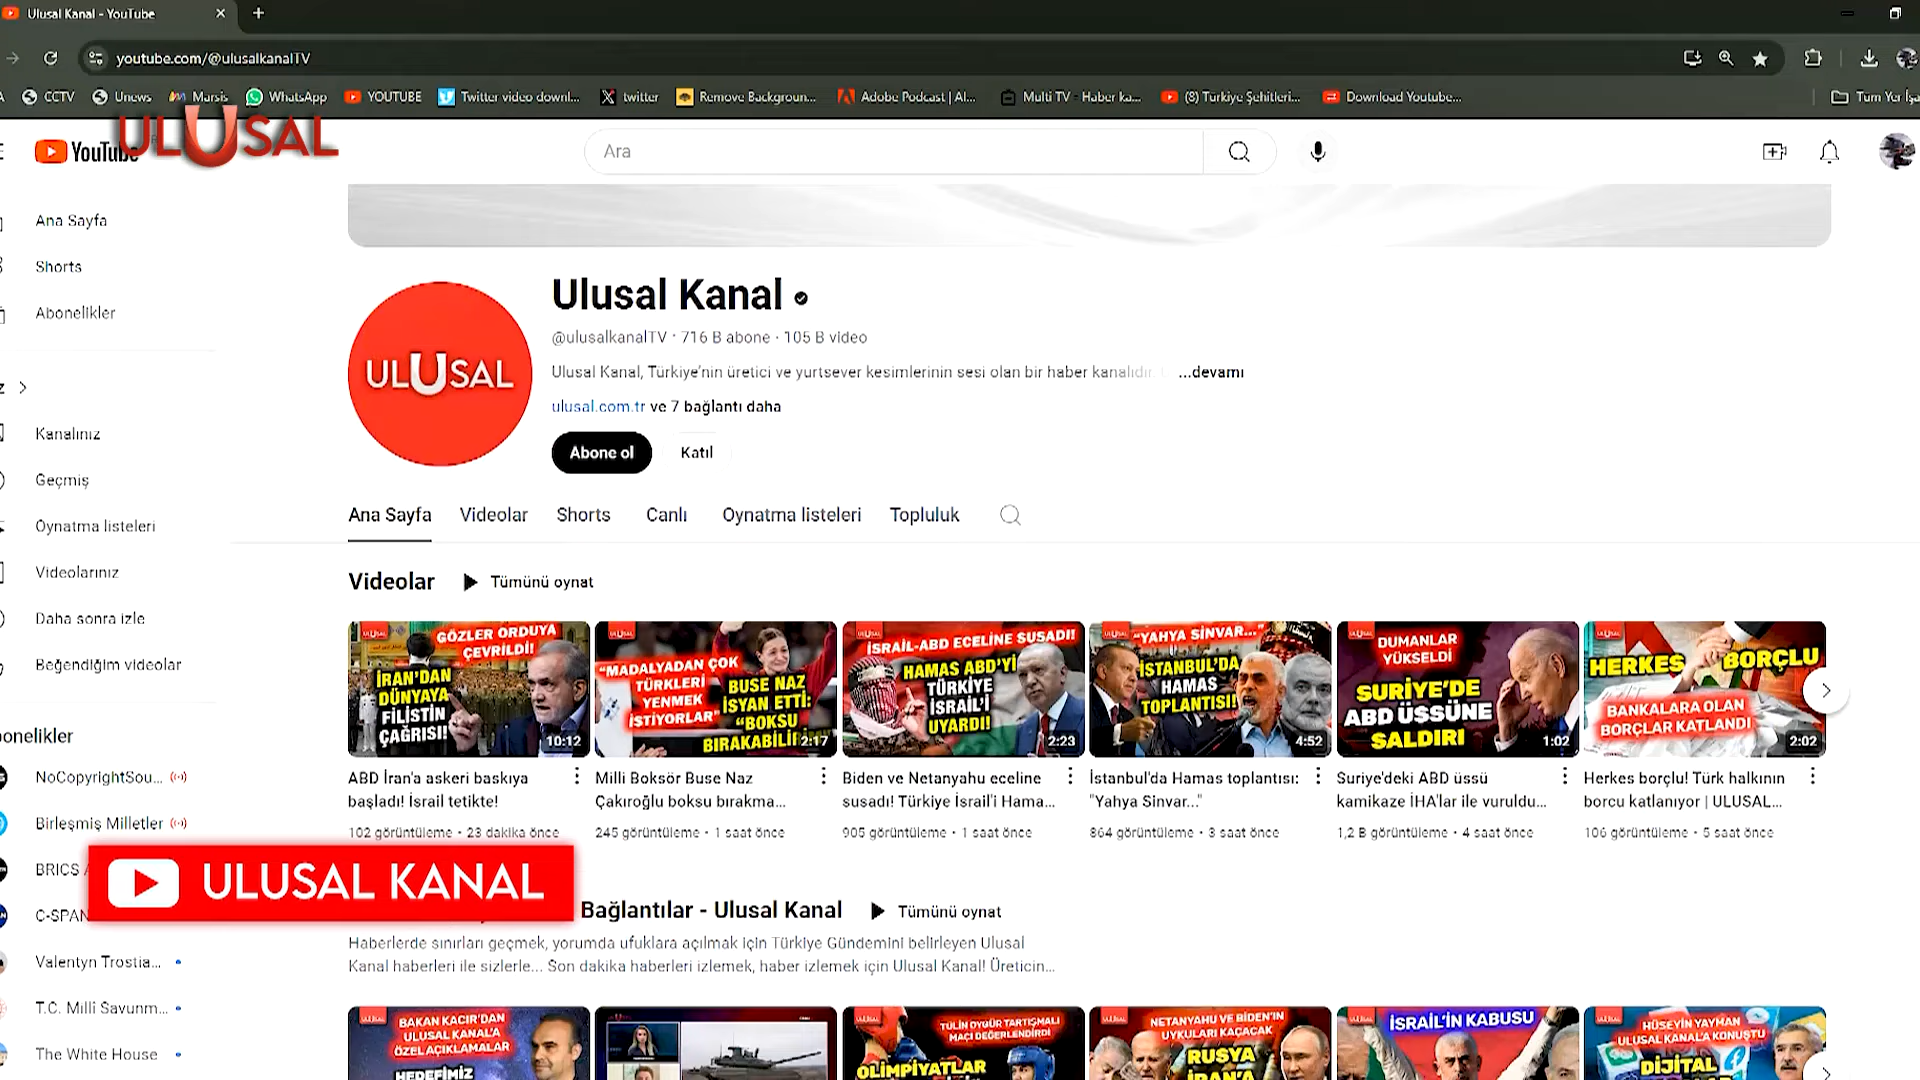 Ulusal Kanal - YouTube
youtube.com/@ulusalkanalTV
CCTV
Unews
Marsis
WhatsApp
YOUTUBE
Twitter video downl...
twitter
Remove Backgroun...
Adobe Podcast | AI...
Multi TV - Haber ka...
(8) Türkiye Şehitleri...
Download Youtube...
Tüm Yer İşa
YouTube
ULUSAL
Ara
Ana Sayfa
Shorts
Abonelikler
Kanalınız
Geçmiş
Oynatma listeleri
Videolarınız
Daha sonra izle
Beğendiğim videolar
onelikler
NoCopyrightSou...
Birleşmiş Milletler
BRICS
C-SPAN
Valentyn Trostia...
T.C. Milli Savunm...
The White House
ULUSAL
Ulusal Kanal
@ulusalkanalTV · 716 B abone · 105 B video
Ulusal Kanal, Türkiye'nin üretici ve yurtsever kesimlerinin sesi olan bir haber kanalıdır. ...devamı
ulusal.com.tr ve 7 bağlantı daha
Abone ol
Katıl
Ana Sayfa
Videolar
Shorts
Canlı
Oynatma listeleri
Topluluk
Videolar
Tümünü oynat
ULUSAL
GÖZLER ORDUYA
ÇEVRİLDİ!
İRAN'DAN
DÜNYAYA
FİLİSTİN
ÇAĞRISI!
10:12
ABD İran'a askeri baskıya
başladı! İsrail tetikte!
102 görüntüleme · 23 dakika önce
ULUSAL
"MADALYADAN ÇOK
TÜRKLERİ
YENMEK
İSTİYORLAR"
BUSE NAZ
İSYAN ETTİ:
"BOKSU
BIRAKABİLİ
2:17
Milli Boksör Buse Naz
Çakıroğlu boksu bırakma...
245 görüntüleme · 1 saat önce
ULUSAL
İSRAİL-ABD ECELİNE SUSADI!
HAMAS ABD'Yİ
TÜRKİYE
İSRAİL'İ
UYARDI!
2:23
Biden ve Netanyahu eceline
susadı! Türkiye İsrail'i Hama...
905 görüntüleme · 1 saat önce
ULUSAL
"YAHYA SİNVAR..."
İSTANBUL'DA
HAMAS
TOPLANTISI!
4:52
İstanbul'da Hamas toplantısı:
"Yahya Sinvar..."
864 görüntüleme · 3 saat önce
ULUSAL
DUMANLAR
YÜKSELDİ
SURİYE'DE
ABD ÜSSÜNE
SALDIRI
1:02
Suriye'deki ABD üssü
kamikaze İHA'lar ile vuruldu...
1,2 B görüntüleme · 4 saat önce
ULUSAL
HERKES BORÇLU
BANKALARA OLAN
BORÇLAR KATLANDI
2:02
Herkes borçlu! Türk halkının
borcu katlanıyor | ULUSAL...
106 görüntüleme · 5 saat önce
ULUSAL KANAL
Bağlantılar - Ulusal Kanal
Tümünü oynat
Haberlerde sınırları geçmek, yorumda ufuklara açılmak için Türkiye Gündemini belirleyen Ulusal
Kanal haberleri ile sizlerle... Son dakika haberleri izlemek, haber izlemek için Ulusal Kanal! Üreticin...
ULUSAL
BAKAN KACIR'DAN
ULUSAL KANAL'A
ÖZEL AÇIKLAMALAR
HEDEFİMİZ
ULUSAL
TÜLİN UYGÜR TARTIŞMALI
MAÇI DEĞERLENDİRDİ
OLİMPİYATLAR
ULUSAL
NETANYAHU VE BIDEN'IN
UYKULARI KAÇACAK
RUSYA
İRAN'A
ULUSAL
İSRAİL'İN KABUSU
ULUSAL
HÜSEYİN YAYMAN
ULUSAL KANAL'A KONUŞTU
DİJİTAL